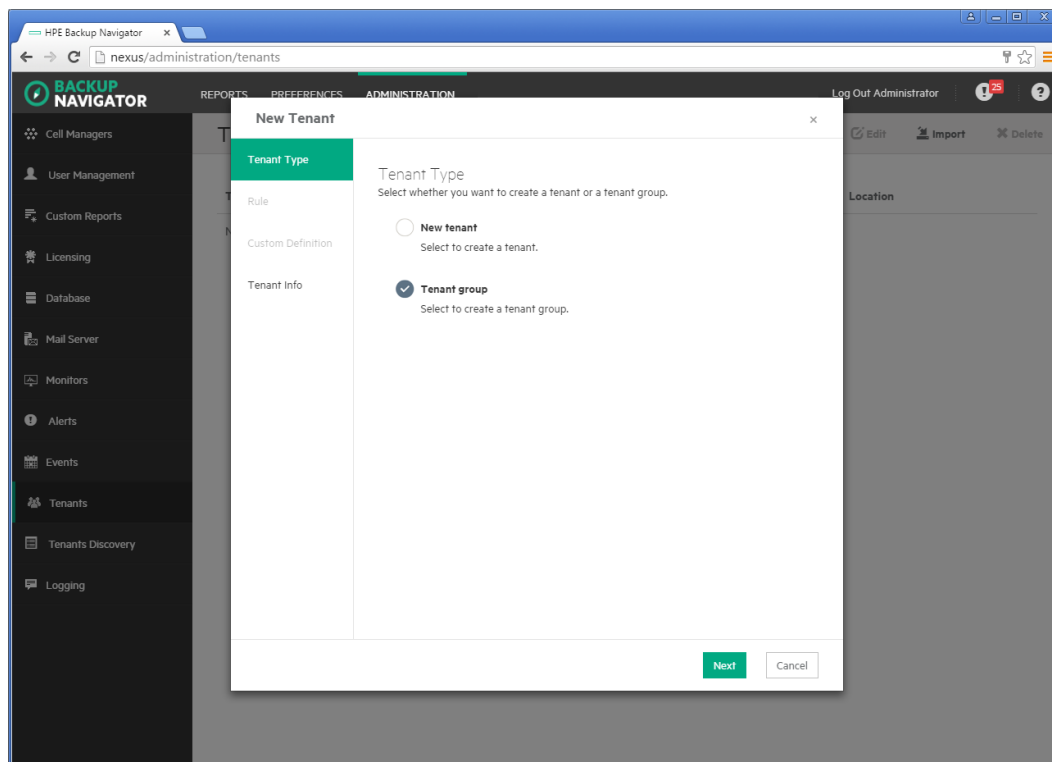 HPE Backup Navigator
nexus/administration/tenants
BACKUP
NAVIGATOR
REPORTS PREFERENCES ADMINISTRATION
Log Out Administrator
25
Cell Managers
User Management
Custom Reports
Licensing
Database
Mail Server
Monitors
Alerts
Events
Tenants
Tenants Discovery
Logging
Edit Import Delete
Location
New Tenant
Tenant Type
Rule
Custom Definition
Tenant Info
Tenant Type
Select whether you want to create a tenant or a tenant group.
New tenant
Select to create a tenant.
Tenant group
Select to create a tenant group.
Next Cancel